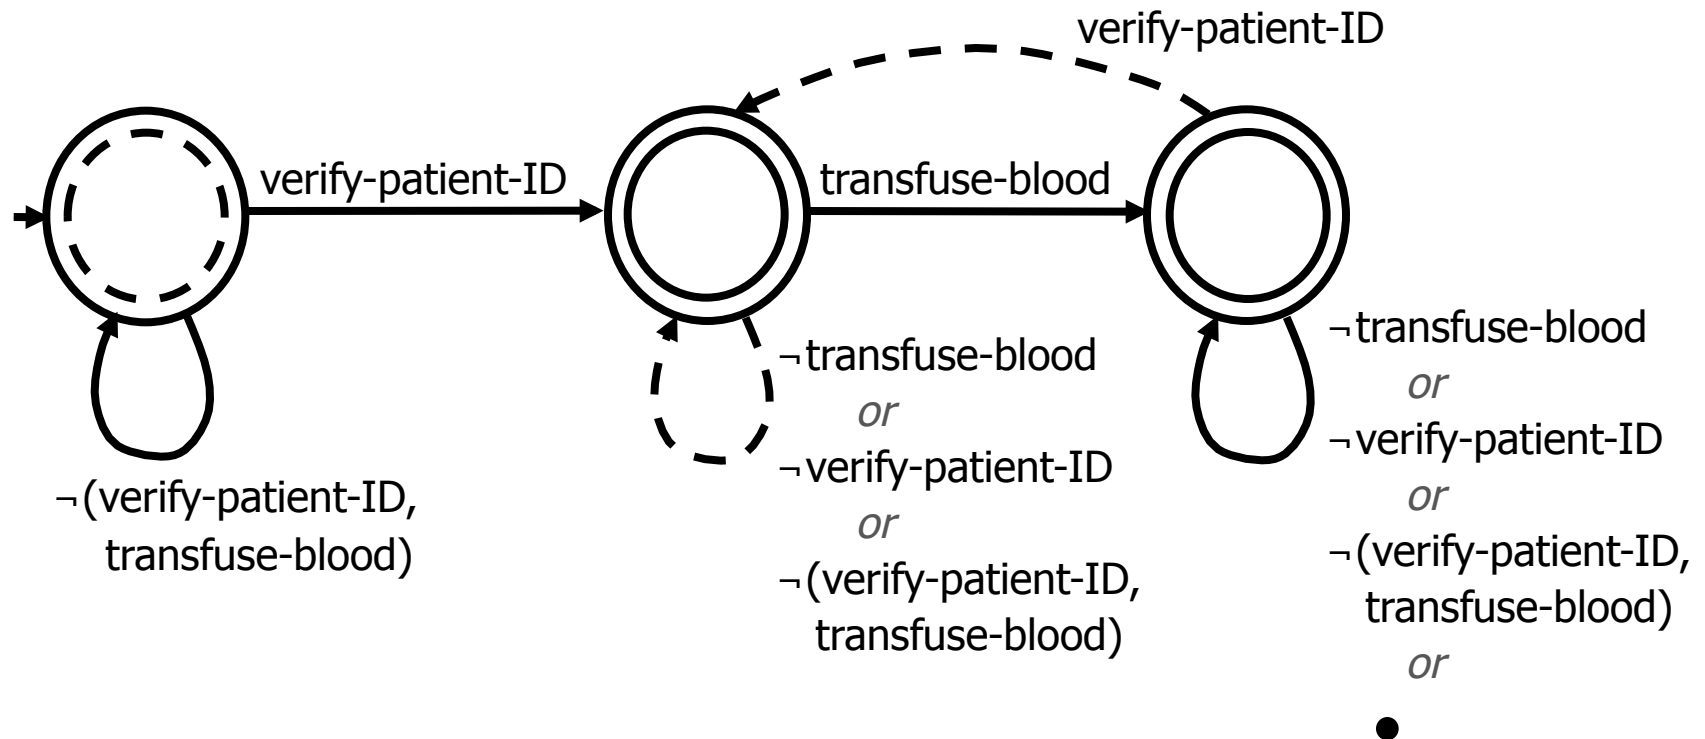 verify-patient-ID
verify-patient-ID
transfuse-blood
¬(verify-patient-ID,
transfuse-blood)
¬transfuse-blood
or
¬verify-patient-ID
or
¬(verify-patient-ID,
transfuse-blood)
¬transfuse-blood
or
¬verify-patient-ID
or
¬(verify-patient-ID,
transfuse-blood)
or
•